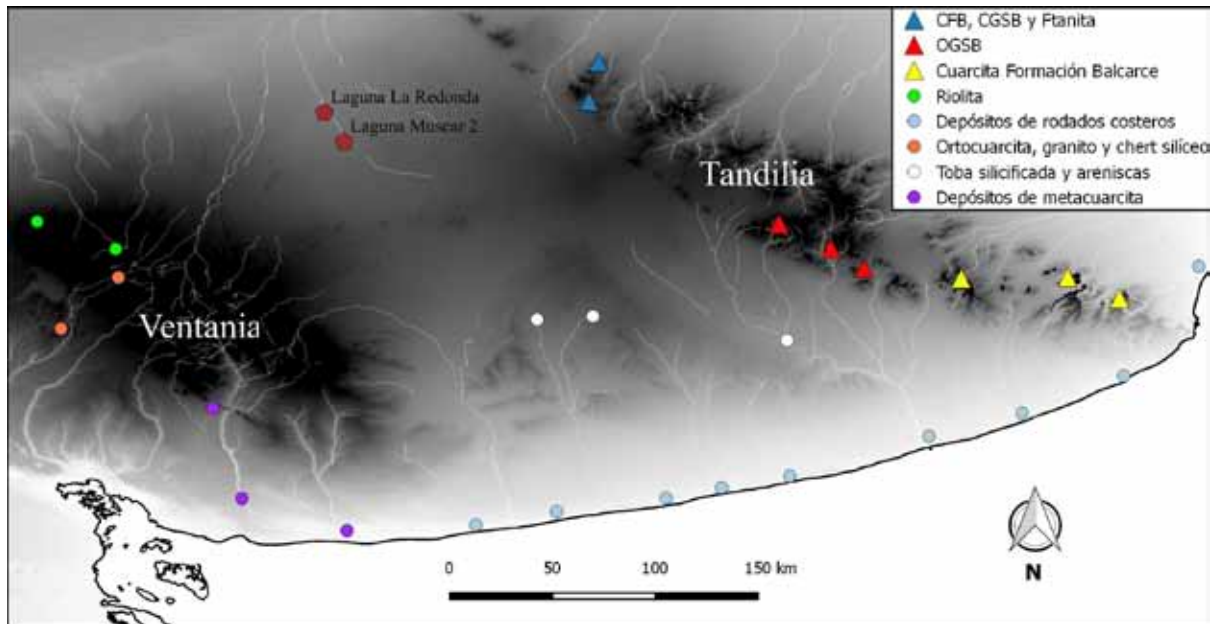 CFB, CGSB y Ftanita
OGSB
Cuarcita Formación Balcarce
Riolita
Depósitos de rodados costeros
Ortocuarcita, granito y chert silíceo
Toba silicificada y areniscas
Depósitos de metacuarcita
Laguna La Redonda
Laguna Muscar 2
Tandilia
Ventania
0 50 100 150 km
N